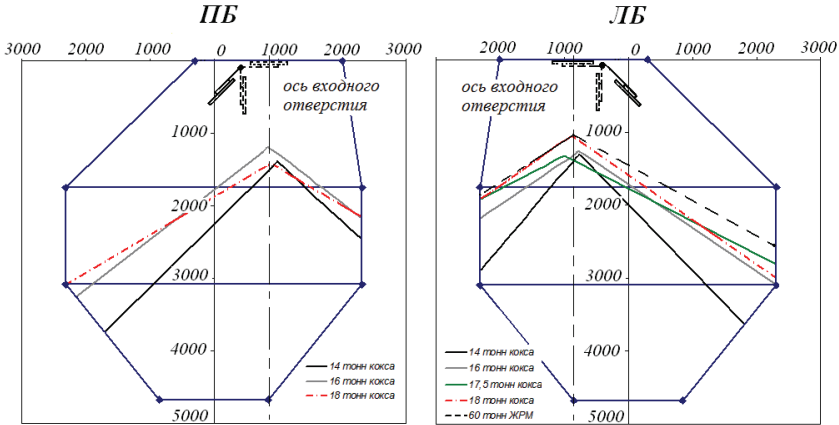 ПБ
3000 2000 1000 0 1000 2000 3000
ось входного
отверстия
1000
2000
3000
4000
5000
14 тонн кокса
16 тонн кокса
18 тонн кокса
ЛБ
2000 1000 0 1000 2000 3000
ось входного
отверстия
1000
2000
3000
4000
5000
14 тонн кокса
16 тонн кокса
17,5 тонн кокса
18 тонн кокса
60 тонн ЖРМ